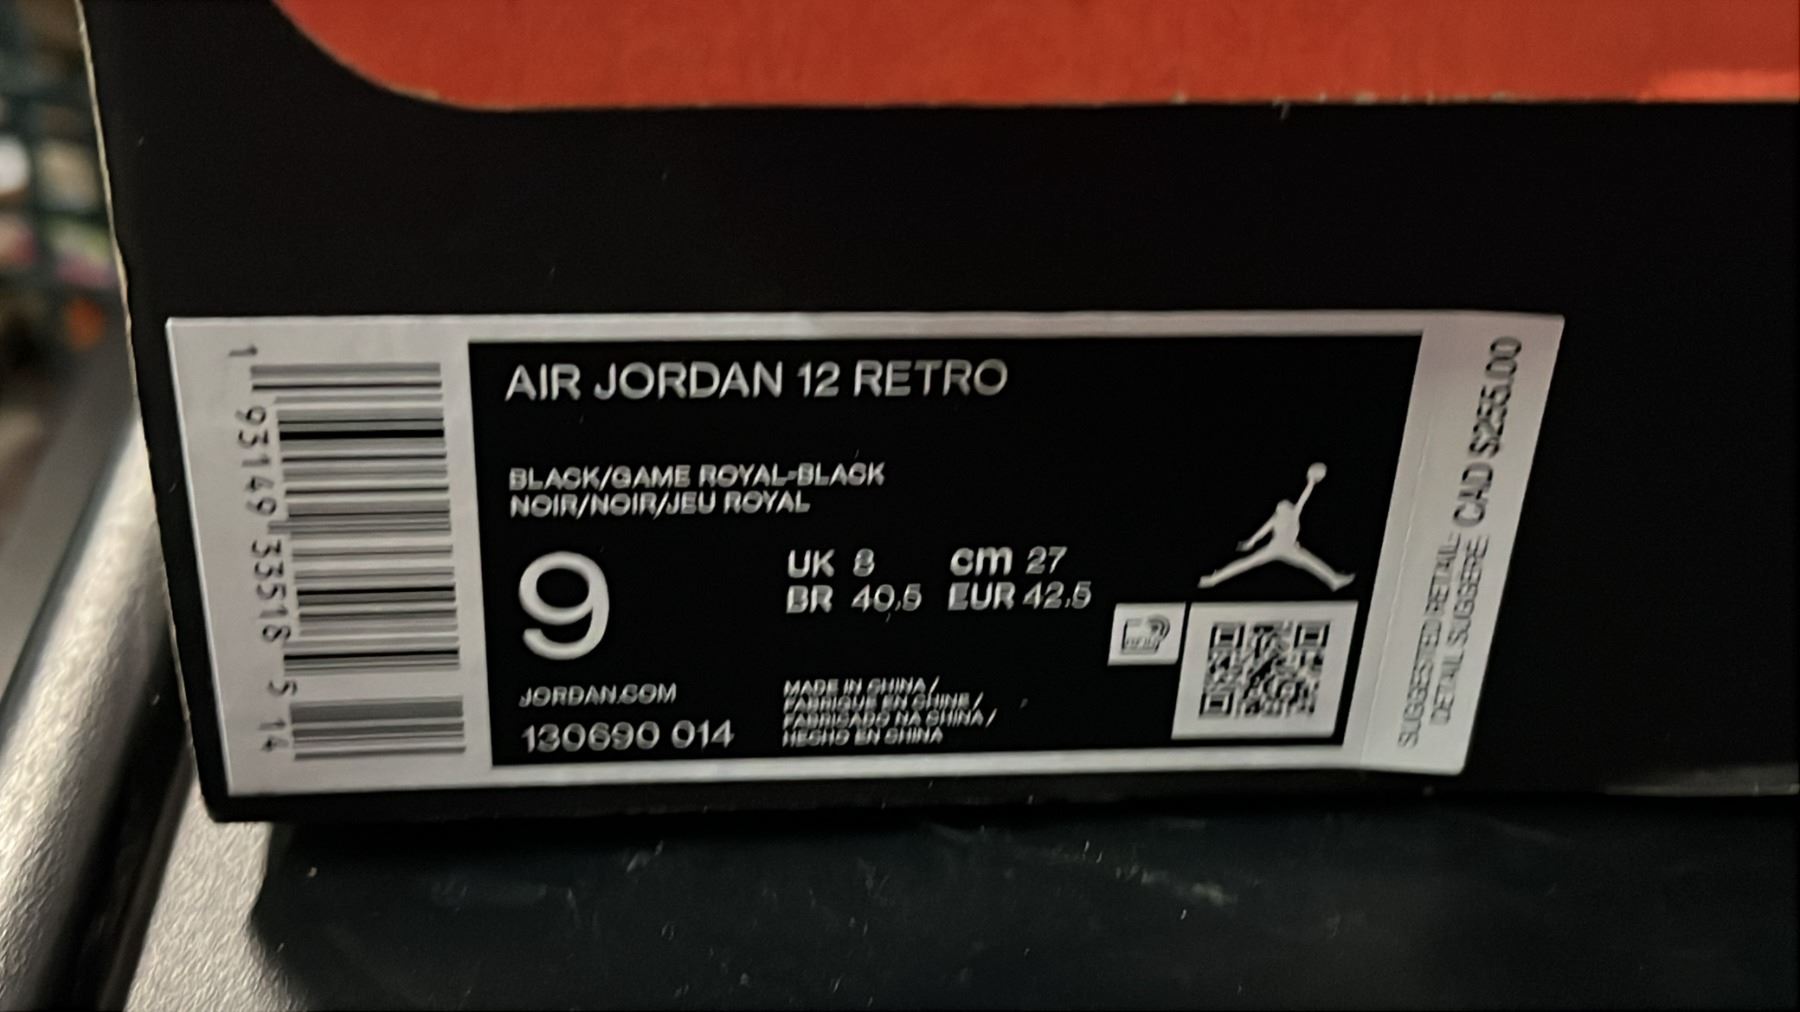 AIR JORDAN 12 RETRO
BLACK/GAME ROYAL-BLACK
NOIR/NOIR/JEU ROYAL
9
UK 8 cm 27
BR 40,5 EUR 42.5
JORDAN.COM
130690 014
MADE IN CHINA/
FABRIQUE EN CHINE/
FABRICADO NA CHINA/
HECHO EN CHINA
1 93149 33518 5 14
SUGGESTED RETAIL: CAD $255.00
DETAIL SUGGERE: